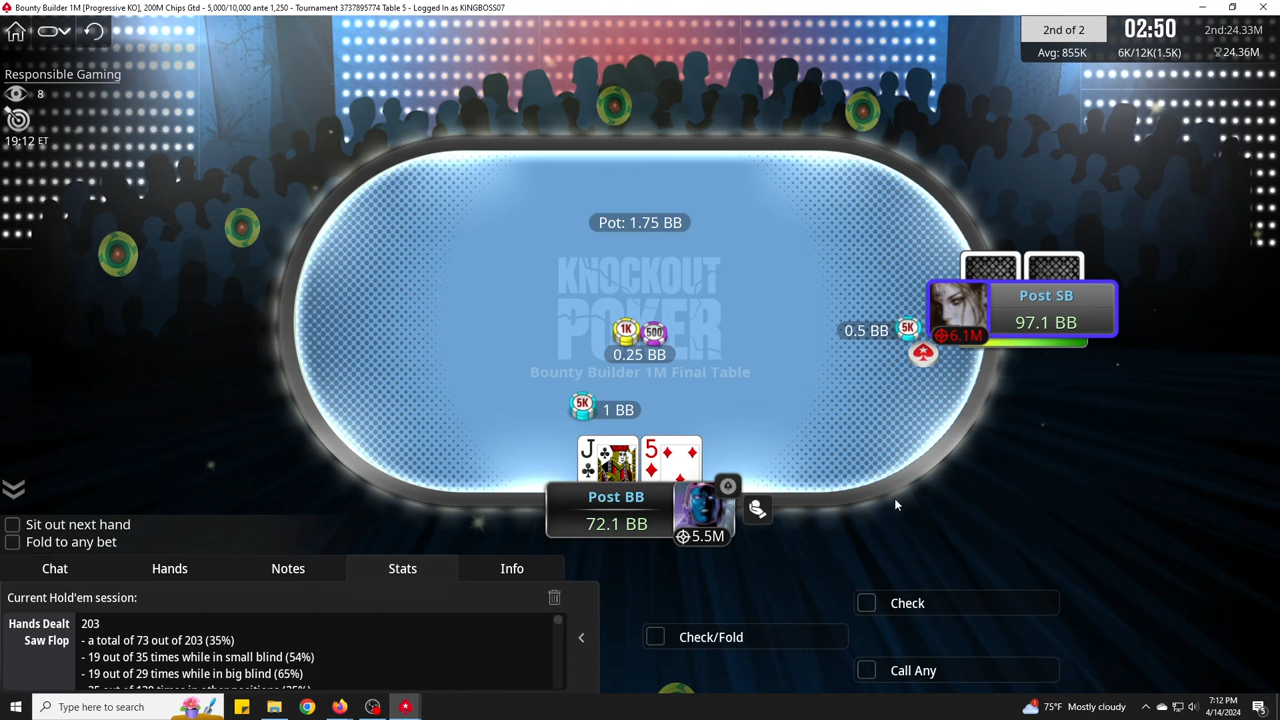 Bounty Builder 1M [Progressive KO], 200M Chips Gtd - 5,000/10,000 ante 1,250 - Tournament 3737895774 Table 5 - Logged In as KINGBOSS07
2nd of 2
02:50
2nd:24.33M
Avg: 855K
6K/12K(1.5K)
24.36M
Responsible Gaming
8
19:12 ET
Pot: 1.75 BB
KNOCKOUT
POKER
Bounty Builder 1M Final Table
1K
500
0.25 BB
Post SB
97.1 BB
6.1M
0.5 BB
5K
5K
1 BB
J
5
Post BB
72.1 BB
5.5M
Sit out next hand
Fold to any bet
Chat
Hands
Notes
Stats
Info
Current Hold'em session:
Hands Dealt 203
Saw Flop - a total of 73 out of 203 (35%)
- 19 out of 35 times while in small blind (54%)
- 19 out of 29 times while in big blind (65%)
Check
Check/Fold
Call Any
Type here to search
75°F Mostly cloudy
7:12 PM
4/14/2024
5